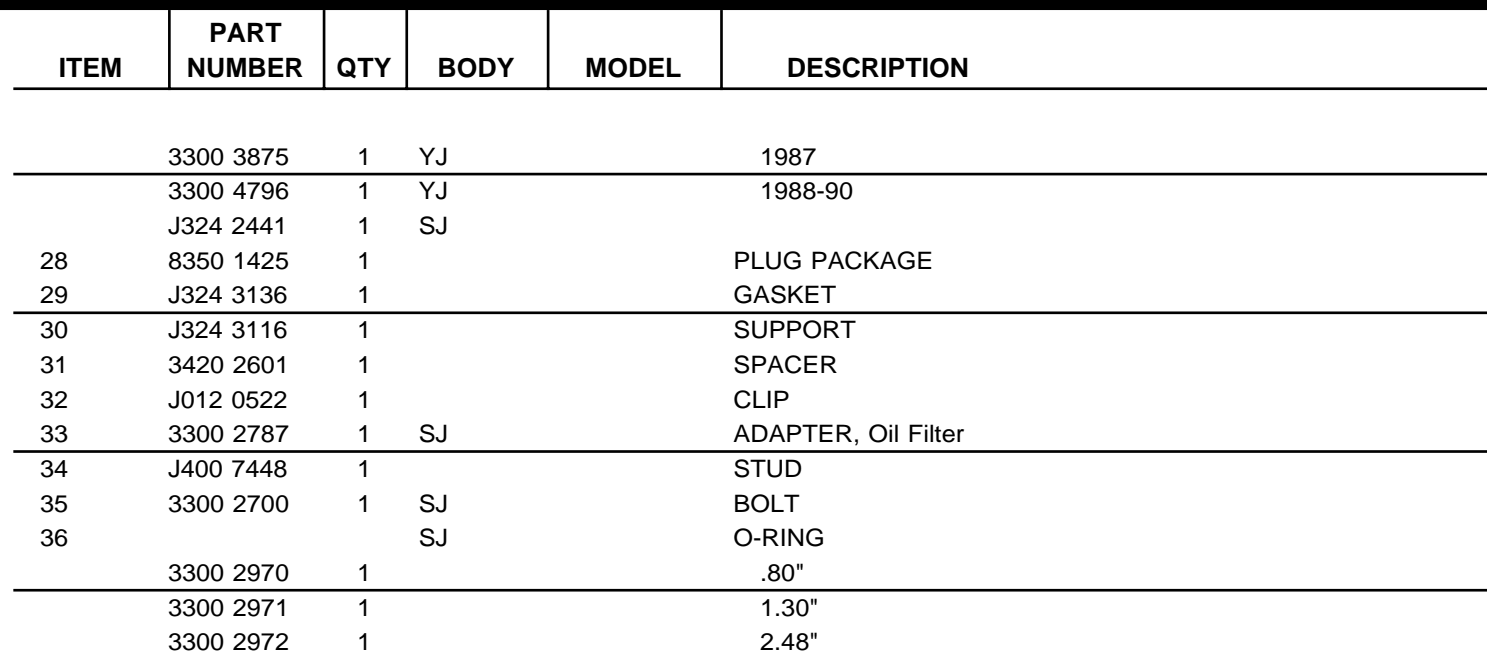 PART
ITEM NUMBER QTY BODY MODEL DESCRIPTION
3300 3875 1 YJ 1987
3300 4796 1 YJ 1988-90
J324 2441 1 SJ
28 8350 1425 1 PLUG PACKAGE
29 J324 3136 1 GASKET
30 J324 3116 1 SUPPORT
31 3420 2601 1 SPACER
32 J012 0522 1 CLIP
33 3300 2787 1 SJ ADAPTER, Oil Filter
34 J400 7448 1 STUD
35 3300 2700 1 SJ BOLT
36 SJ O-RING
3300 2970 1 .80"
3300 2971 1 1.30"
3300 2972 1 2.48"